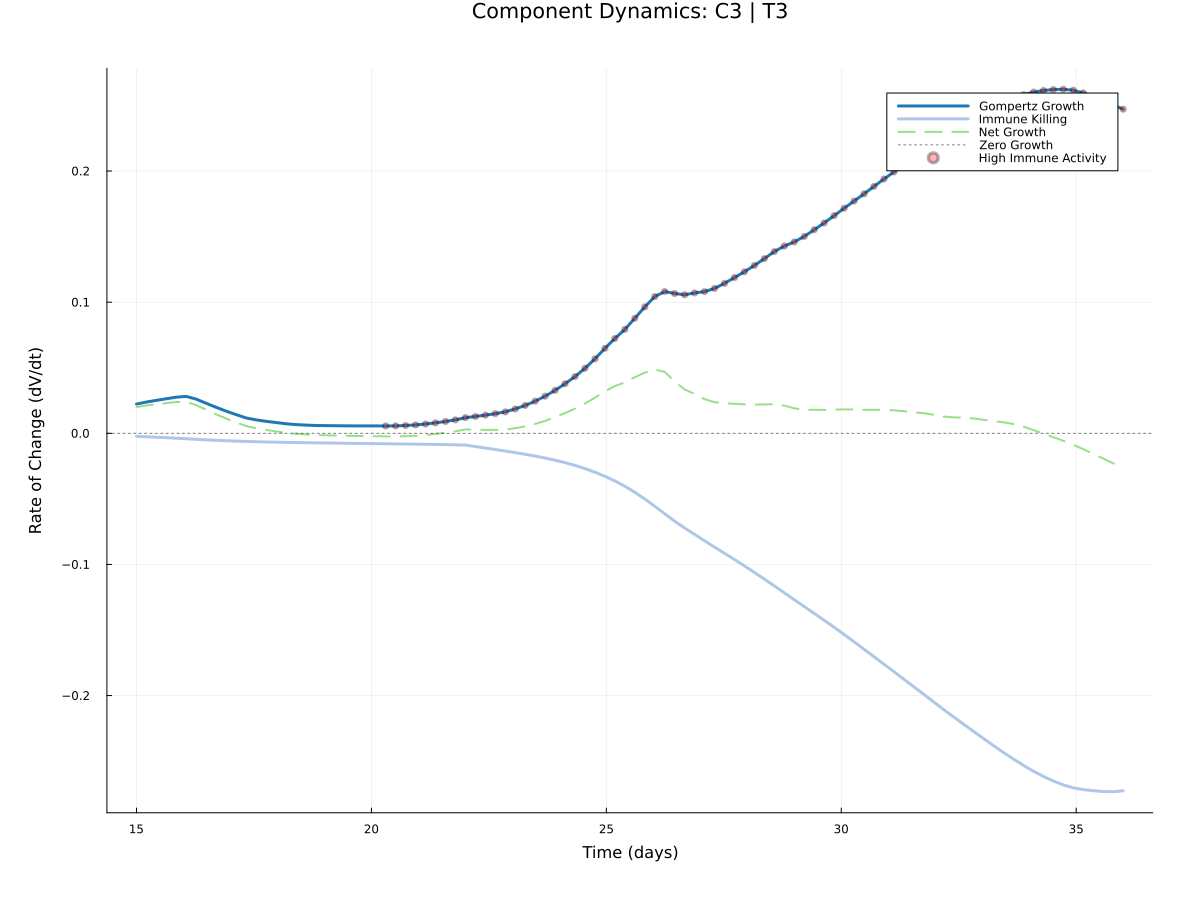 Component Dynamics: C3 | T3
Gompertz Growth
Immune Killing
Net Growth
Zero Growth
High Immune Activity
Rate of Change (dV/dt)
0.2
0.1
0.0
−0.1
−0.2
15 20 25 30 35
Time (days)